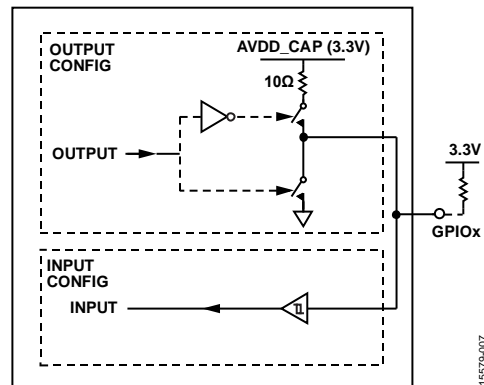 OUTPUT
CONFIG
AVDD_CAP (3.3V)
10Ω
OUTPUT
3.3V
GPIOx
INPUT
CONFIG
INPUT
15579-007